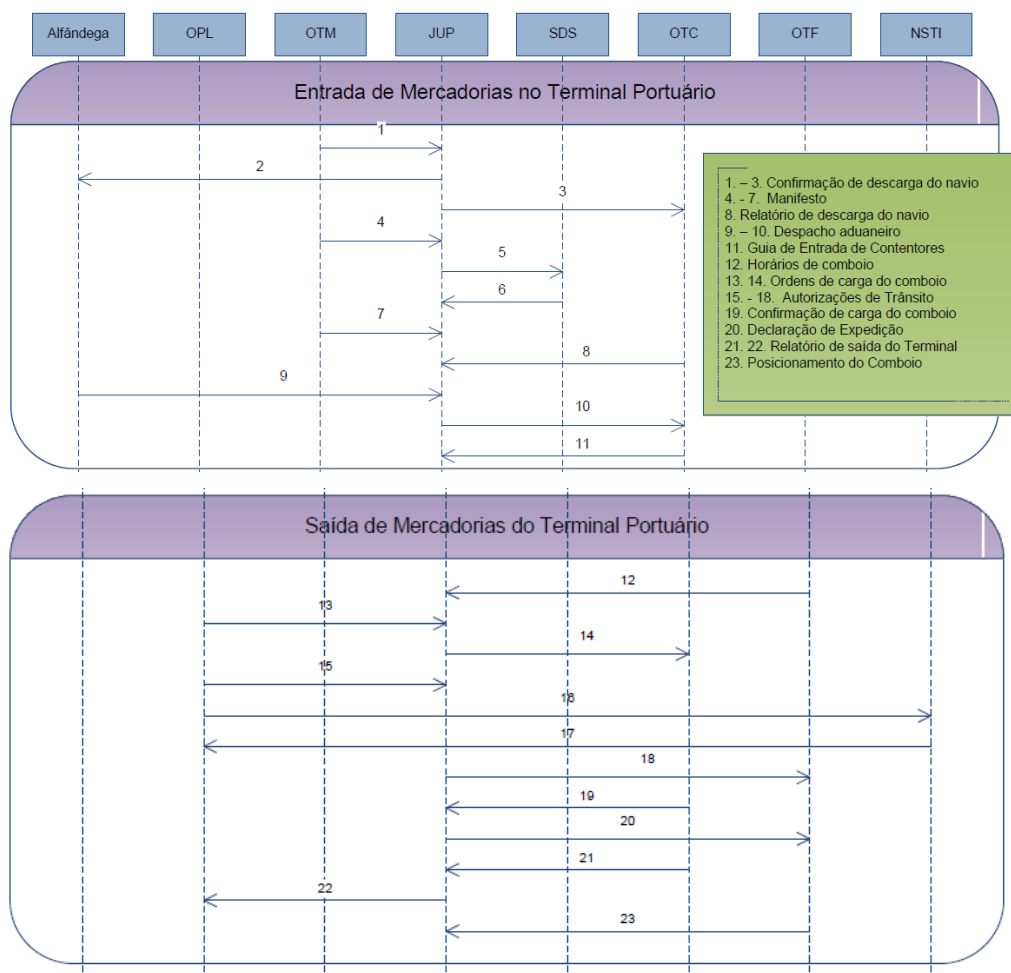 Alfândega OPL OTM JUP SDS OTC OTF NSTI
Entrada de Mercadorias no Terminal Portuário
1
2
3
4
5
6
7
8
9
10
11
1. – 3. Confirmação de descarga do navio
4. - 7. Manifesto
8. Relatório de descarga do navio
9. – 10. Despacho aduaneiro
11. Guia de Entrada de Contentores
12. Horários de comboio
13. 14. Ordens de carga do comboio
15. - 18. Autorizações de Trânsito
19. Confirmação de carga do comboio
20. Declaração de Expedição
21. 22. Relatório de saída do Terminal
23. Posicionamento do Comboio
Saída de Mercadorias do Terminal Portuário
12
13
14
15
16
17
18
19
20
21
22
23